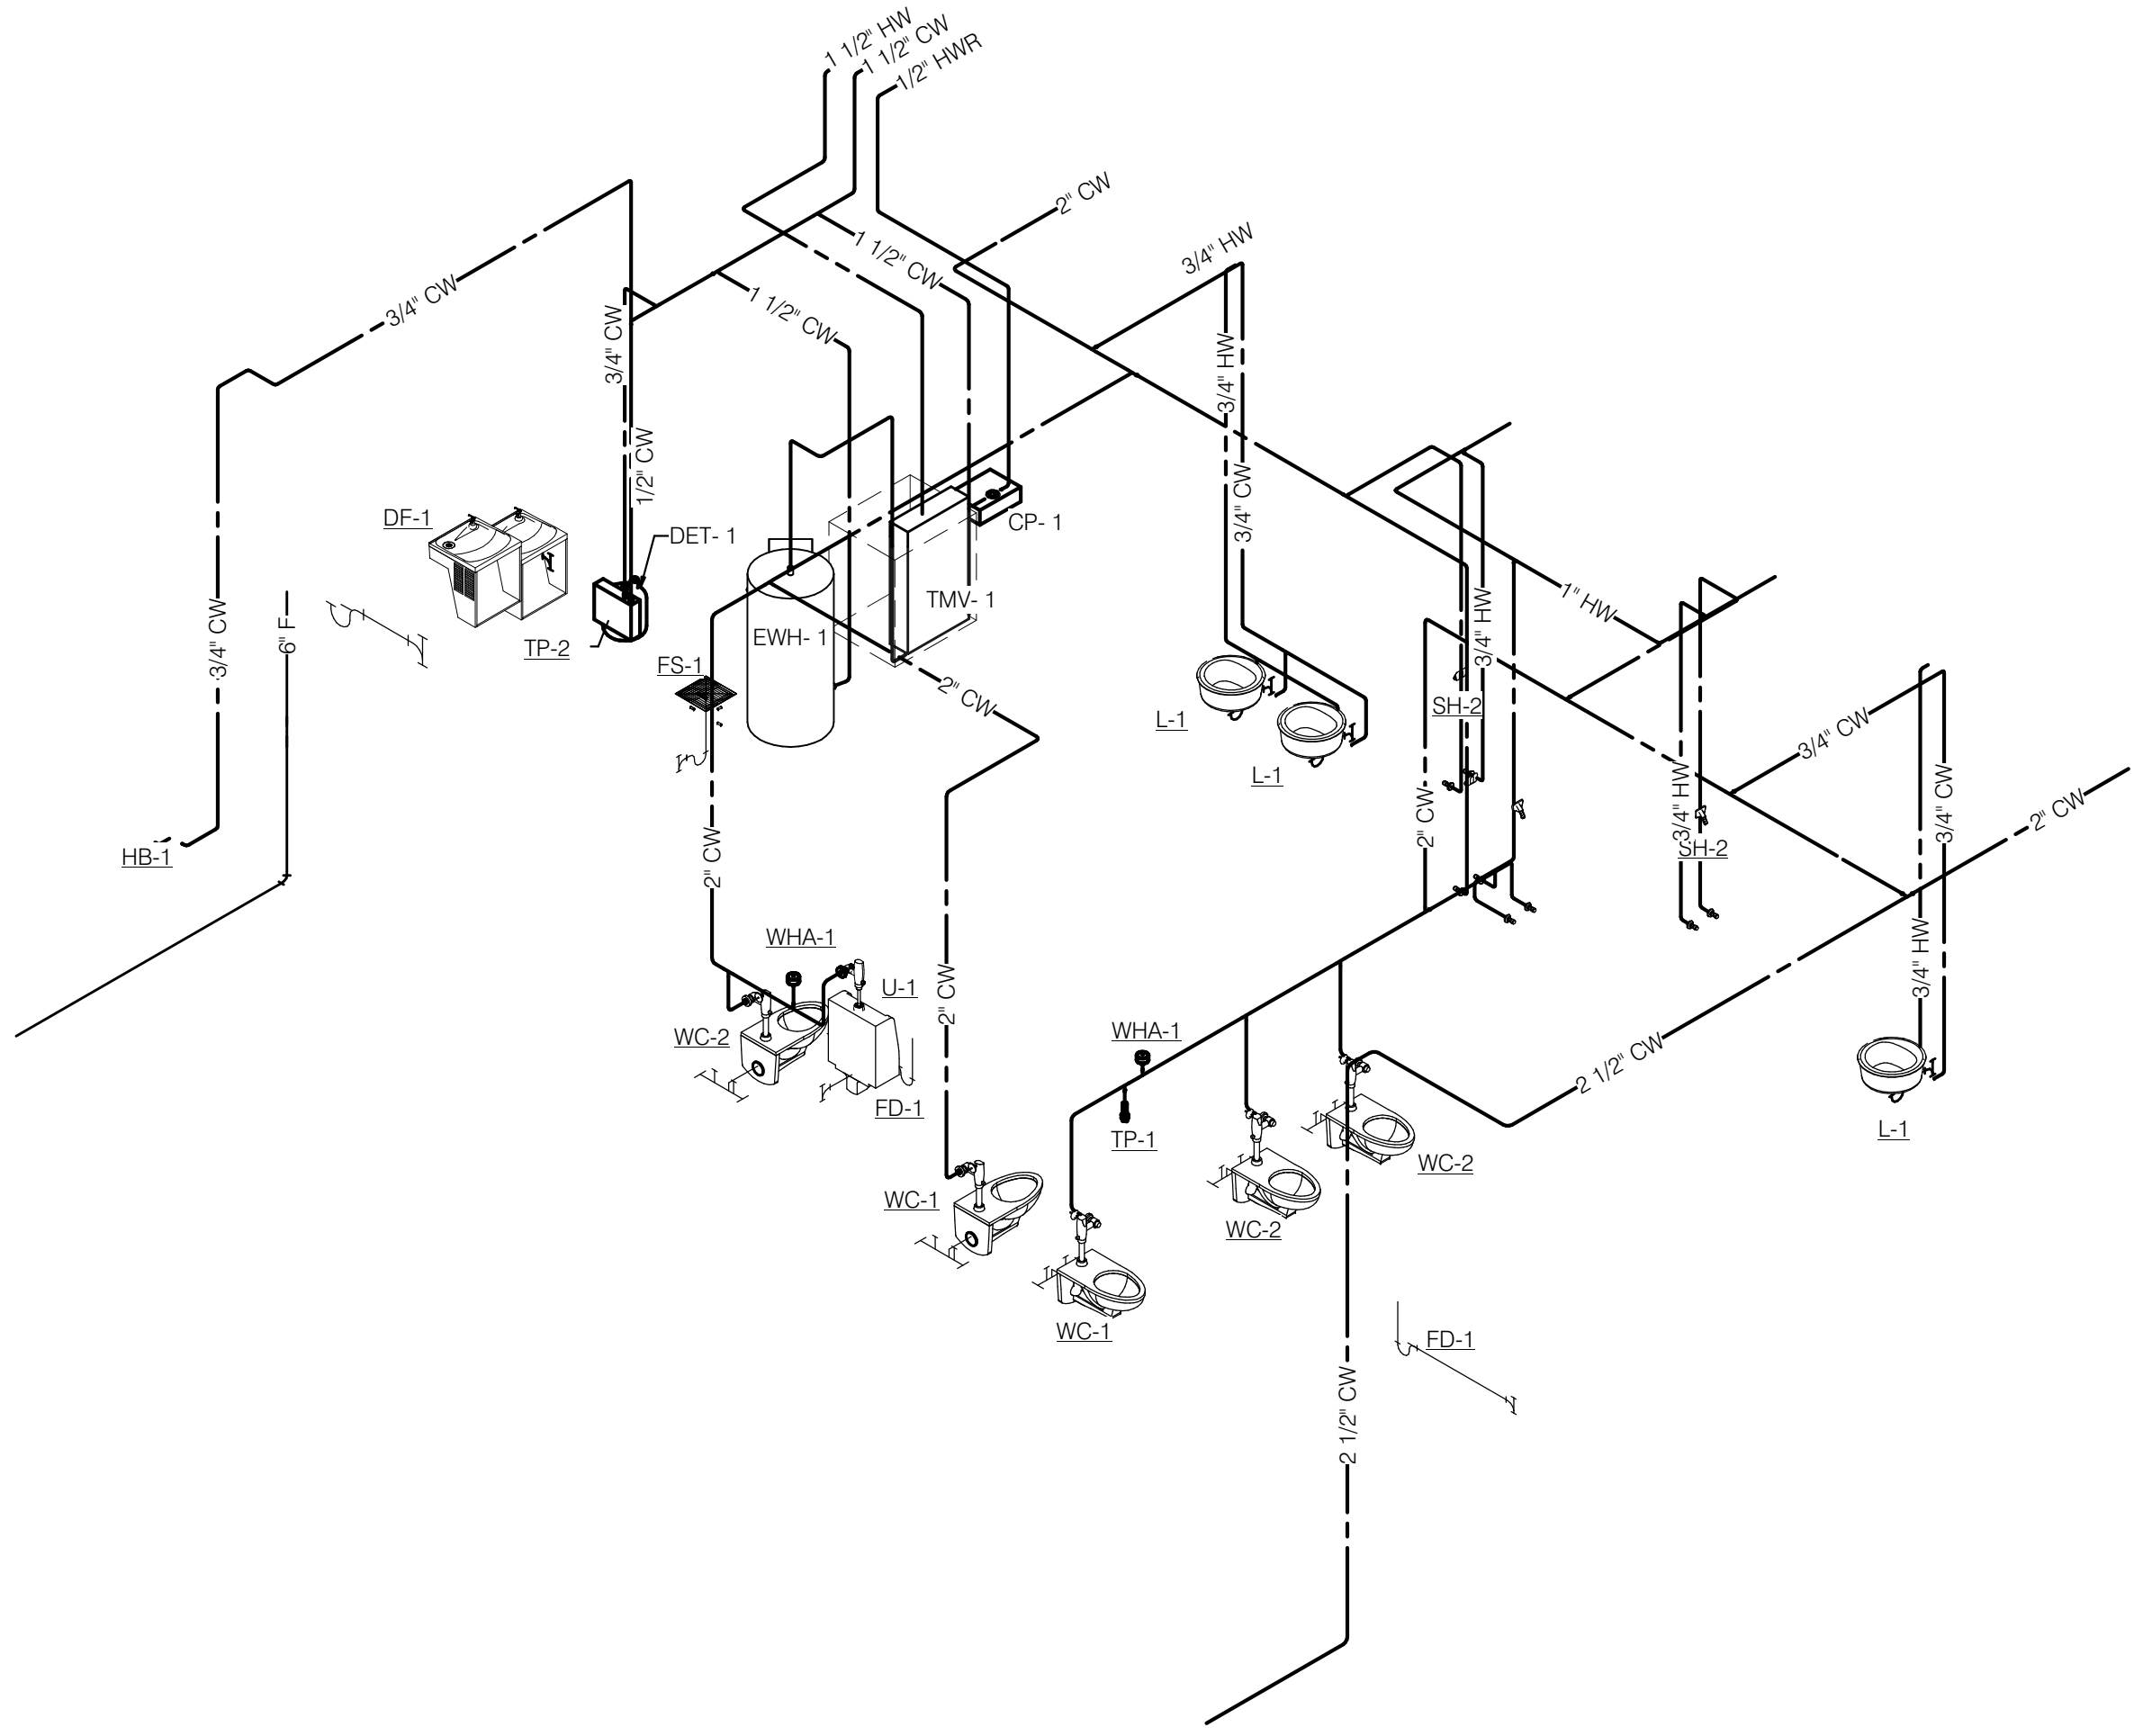 1 1/2" HW
1 1/2" CW
1/2" HWR
2" CW
3/4" HW
1 1/2" CW
1 1/2" CW
3/4" CW
3/4" CW
3/4" HW
1/2" CW
3/4" CW
DF-1
DET- 1
CP- 1
TMV- 1
EWH- 1
1" HW
3/4" HW
3/4" CW
6" F
TP-2
FS-1
2" CW
SH-2
L-1
L-1
3/4" CW
3/4" HW
3/4" CW
2" CW
2" CW
2" CW
SH-2
HB-1
WHA-1
U-1
2" CW
3/4" HW
WC-2
WHA-1
2 1/2" CW
FD-1
TP-1
L-1
WC-2
WC-1
WC-2
WC-1
FD-1
2 1/2" CW